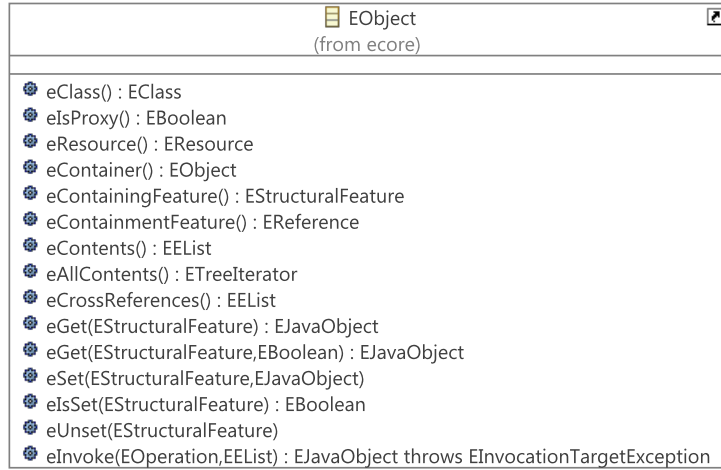 EObject
(from ecore)
eClass() : EClass
eIsProxy() : EBoolean
eResource() : EResource
eContainer() : EObject
eContainingFeature() : EStructuralFeature
eContainmentFeature() : EReference
eContents() : EEList
eAllContents() : ETreeIterator
eCrossReferences() : EEList
eGet(EStructuralFeature) : EJavaObject
eGet(EStructuralFeature,EBoolean) : EJavaObject
eSet(EStructuralFeature,EJavaObject)
eIsSet(EStructuralFeature) : EBoolean
eUnset(EStructuralFeature)
eInvoke(EOperation,EEList) : EJavaObject throws EInvocationTargetException